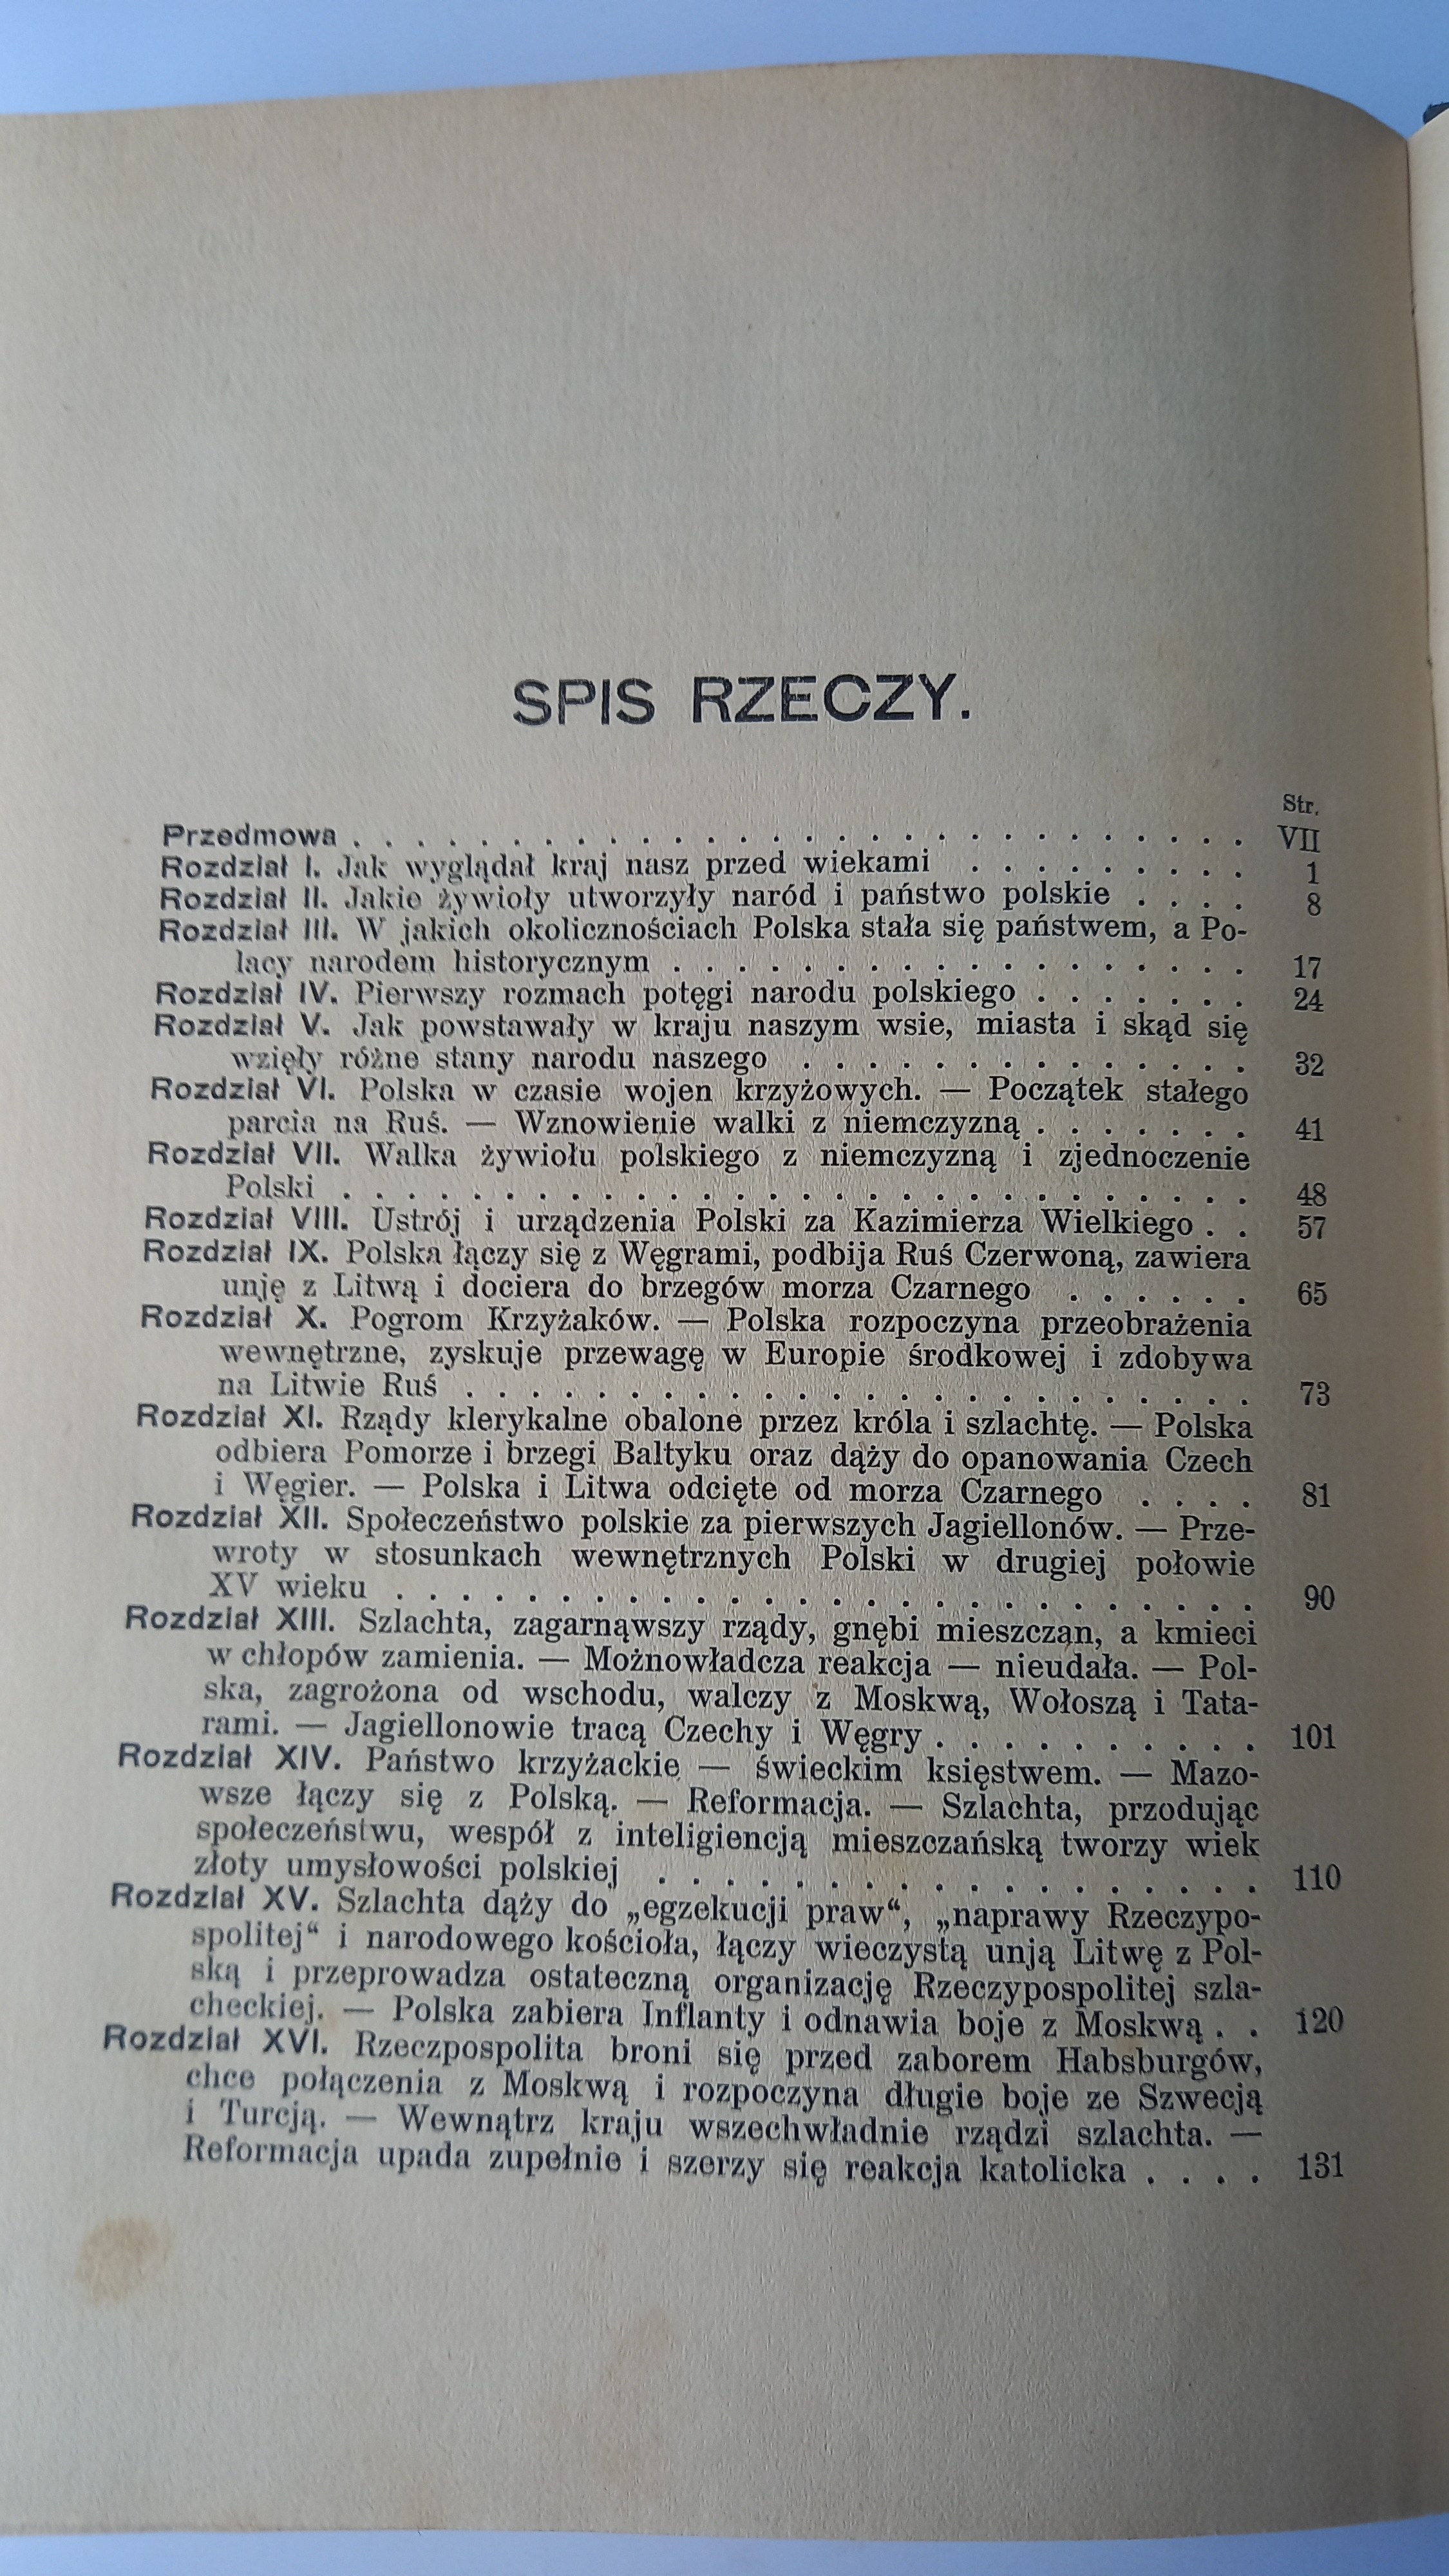 SPIS RZECZY.
Str.
Przedmowa . . . . . . . . . . . . . . . . . . . . . . . . . . . . VII
Rozdział I. Jak wyglądał kraj nasz przed wiekami . . . . . . . . . 1
Rozdział II. Jakie żywioły utworzyły naród i państwo polskie . . . . 8
Rozdział III. W jakich okolicznościach Polska stała się państwem, a Po-
lacy narodem historycznym . . . . . . . . . . . . . . . . . . 17
Rozdział IV. Pierwszy rozmach potęgi narodu polskiego . . . . . . . 24
Rozdział V. Jak powstawały w kraju naszym wsie, miasta i skąd się
wzięły różne stany narodu naszego . . . . . . . . . . . . . . 32
Rozdział VI. Polska w czasie wojen krzyżowych. — Początek stałego
parcia na Ruś. — Wznowienie walki z niemczyzną . . . . . . . 41
Rozdział VII. Walka żywiołu polskiego z niemczyzną i zjednoczenie
Polski . . . . . . . . . . . . . . . . . . . . . . . . . . . . 48
Rozdział VIII. Ustrój i urządzenia Polski za Kazimierza Wielkiego . . 57
Rozdział IX. Polska łączy się z Węgrami, podbija Ruś Czerwoną, zawiera
unję z Litwą i dociera do brzegów morza Czarnego . . . . . . 65
Rozdział X. Pogrom Krzyżaków. — Polska rozpoczyna przeobrażenia
wewnętrzne, zyskuje przewagę w Europie środkowej i zdobywa
na Litwie Ruś . . . . . . . . . . . . . . . . . . . . . . . . 73
Rozdział XI. Rządy klerykalne obalone przez króla i szlachtę. — Polska
odbiera Pomorze i brzegi Baltyku oraz dąży do opanowania Czech
i Węgier. — Polska i Litwa odcięte od morza Czarnego . . . . 81
Rozdział XII. Społeczeństwo polskie za pierwszych Jagiellonów. — Prze-
wroty w stosunkach wewnętrznych Polski w drugiej połowie
XV wieku . . . . . . . . . . . . . . . . . . . . . . . . . . 90
Rozdział XIII. Szlachta, zagarnąwszy rządy, gnębi mieszczan, a kmieci
w chłopów zamienia. — Możnowładcza reakcja — nieudała. — Pol-
ska, zagrożona od wschodu, walczy z Moskwą, Wołoszą i Tata-
rami. — Jagiellonowie tracą Czechy i Węgry . . . . . . . . . . 101
Rozdział XIV. Państwo krzyżackie — świeckim księstwem. — Mazo-
wsze łączy się z Polską. — Reformacja. — Szlachta, przodując
społeczeństwu, wespół z inteligiencją mieszczańską tworzy wiek
złoty umysłowości polskiej . . . . . . . . . . . . . . . . . . 110
Rozdział XV. Szlachta dąży do „egzekucji praw“, „naprawy Rzeczypo-
spolitej“ i narodowego kościoła, łączy wieczystą unją Litwę z Pol-
ską i przeprowadza ostateczną organizację Rzeczypospolitej szla-
checkiej. — Polska zabiera Inflanty i odnawia boje z Moskwą . . 120
Rozdział XVI. Rzeczpospolita broni się przed zaborem Habsburgów,
chce połączenia z Moskwą i rozpoczyna długie boje ze Szwecją
i Turcją. — Wewnątrz kraju wszechwładnie rządzi szlachta. —
Reformacja upada zupełnie i szerzy się reakcja katolicka . . . . 131